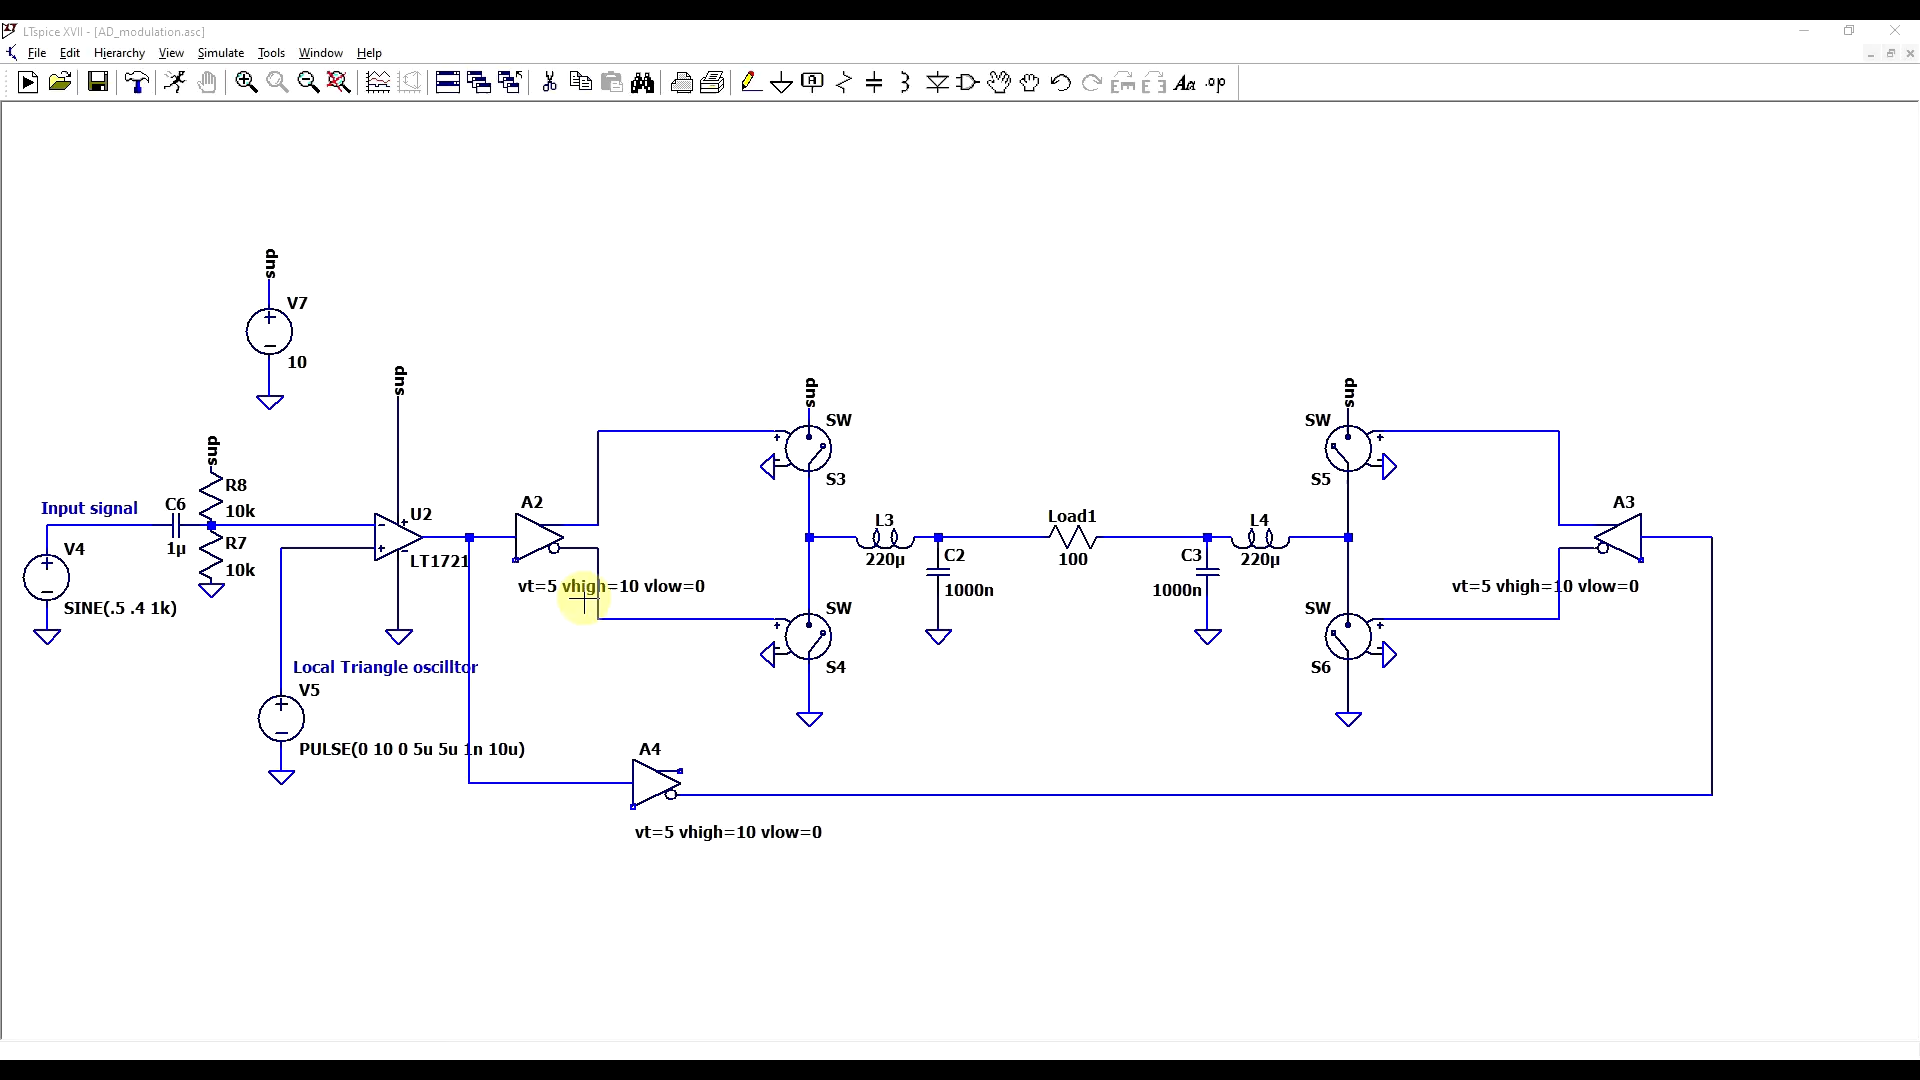 LTspice XVII - [AD_modulation.asc]
File Edit Hierarchy View Simulate Tools Window Help
A
Aa .op
sup
V7
10
sup
sup
sup
sup
SW
SW
S3
S5
R8
10k
Input signal
C6
1µ
R7
10k
V4
SINE(.5 .4 1k)
U2
LT1721
A2
vt=5 vhigh=10 vlow=0
L3
220µ
C2
1000n
Load1
100
C3
1000n
L4
220µ
A3
vt=5 vhigh=10 vlow=0
SW
S4
SW
S6
Local Triangle oscilltor
V5
PULSE(0 10 0 5u 5u 1n 10u)
A4
vt=5 vhigh=10 vlow=0